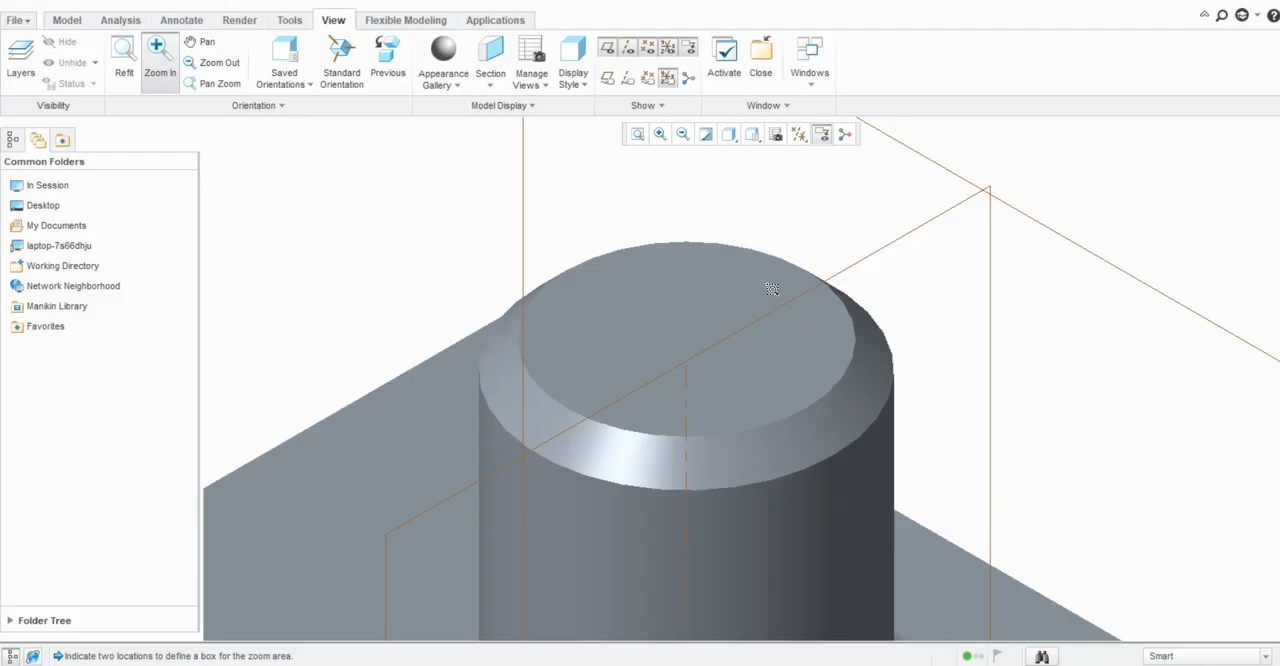 File Model Analysis Annotate Render Tools View Flexible Modeling Applications
Layers
Hide
Unhide
Status
Refit
Zoom In
Pan
Zoom Out
Pan Zoom
Saved Orientations
Standard Orientation
Previous
Appearance Gallery
Section
Manage Views
Display Style
Activate
Close
Windows
Visibility Orientation Model Display Show Window
Common Folders
In Session
Desktop
My Documents
laptop-7s66dhju
Working Directory
Network Neighborhood
Manikin Library
Favorites
Folder Tree
Indicate two locations to define a box for the zoom area.
Smart